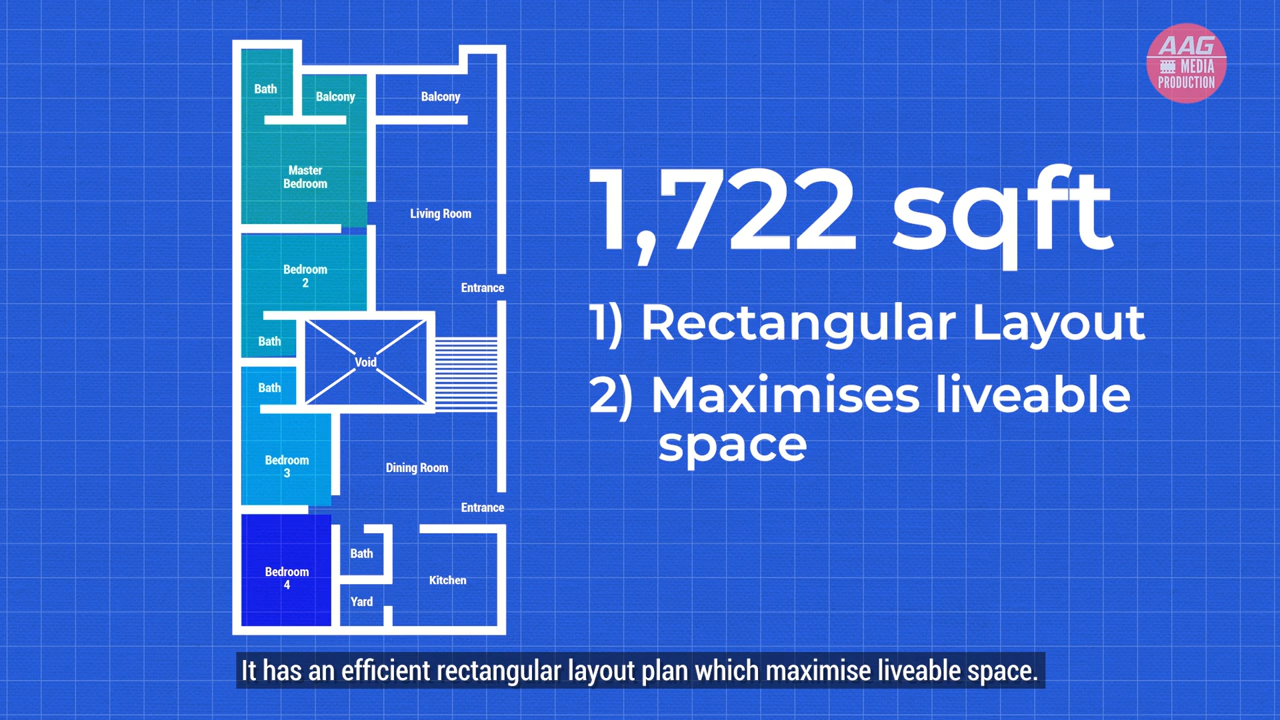 AAG
MEDIA
PRODUCTION
Bath
Balcony
Balcony
Master
Bedroom
Living Room
Bedroom
2
Entrance
Bath
Void
Bath
Bedroom
3
Dining Room
Entrance
Bath
Bedroom
4
Kitchen
Yard
1,722 sqft
1) Rectangular Layout
2) Maximises liveable
space
It has an efficient rectangular layout plan which maximise liveable space.